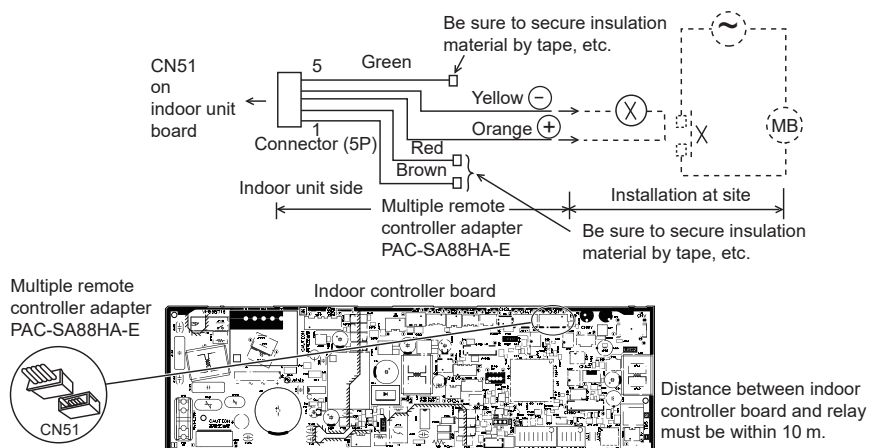 Be sure to secure insulation
material by tape, etc.
CN51
on
indoor unit
board
5
Green
Yellow −
Orange +
1
Connector (5P)
Red
Brown
X
X
~
MB
Indoor unit side
Multiple remote
controller adapter
PAC-SA88HA-E
Installation at site
Be sure to secure insulation
material by tape, etc.
Multiple remote
controller adapter
PAC-SA88HA-E
CN51
Indoor controller board
Distance between indoor
controller board and relay
must be within 10 m.